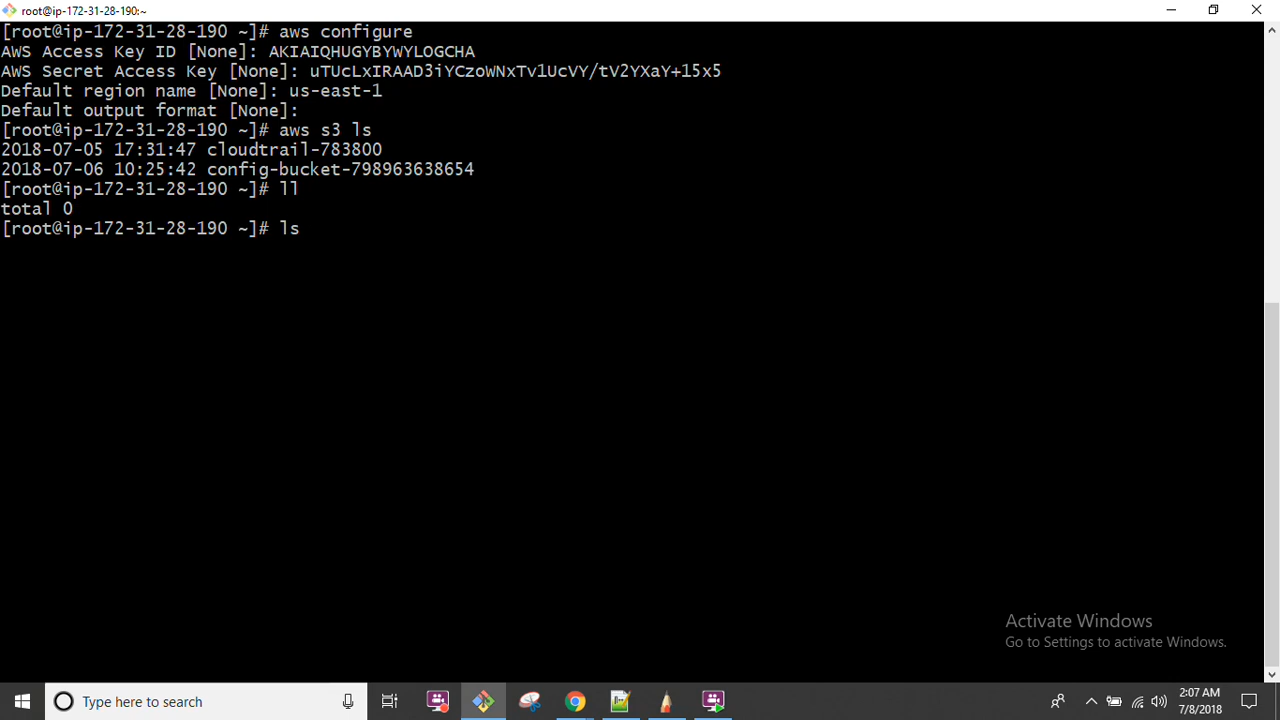 root@ip-172-31-28-190:~
[root@ip-172-31-28-190 ~]# aws configure
AWS Access Key ID [None]: AKIAIQHUGYBYWYLOGCHA
AWS Secret Access Key [None]: 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
Default region name [None]: us-east-1
Default output format [None]:
[root@ip-172-31-28-190 ~]# aws s3 ls
2018-07-05 17:31:47 cloudtrail-783800
2018-07-06 10:25:42 config-bucket-798963638654
[root@ip-172-31-28-190 ~]# ll
total 0
[root@ip-172-31-28-190 ~]# ls
Activate Windows
Go to Settings to activate Windows.
Type here to search
2:07 AM
7/8/2018